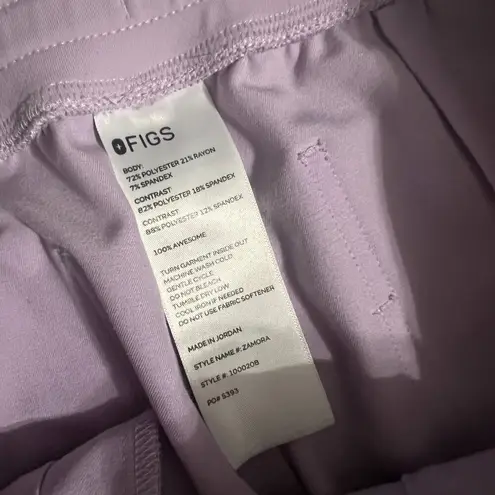 FIGS
BODY:
72% POLYESTER 21% RAYON
7% SPANDEX
CONTRAST:
82% POLYESTER 18% SPANDEX
CONTRAST:
88% POLYESTER 12% SPANDEX
100% AWESOME
TURN GARMENT INSIDE OUT
MACHINE WASH COLD
GENTLE CYCLE
DO NOT BLEACH
TUMBLE DRY LOW
COOL IRON IF NEEDED
DO NOT USE FABRIC SOFTENER
MADE IN JORDAN
STYLE NAME #: ZAMORA
STYLE #: 100020B
PO# 5393